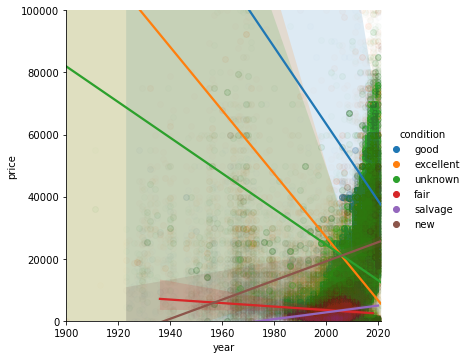 100000
80000
60000
40000
20000
0
price
1900
1920
1940
1960
1980
2000
2020
year
condition
good
excellent
unknown
fair
salvage
new